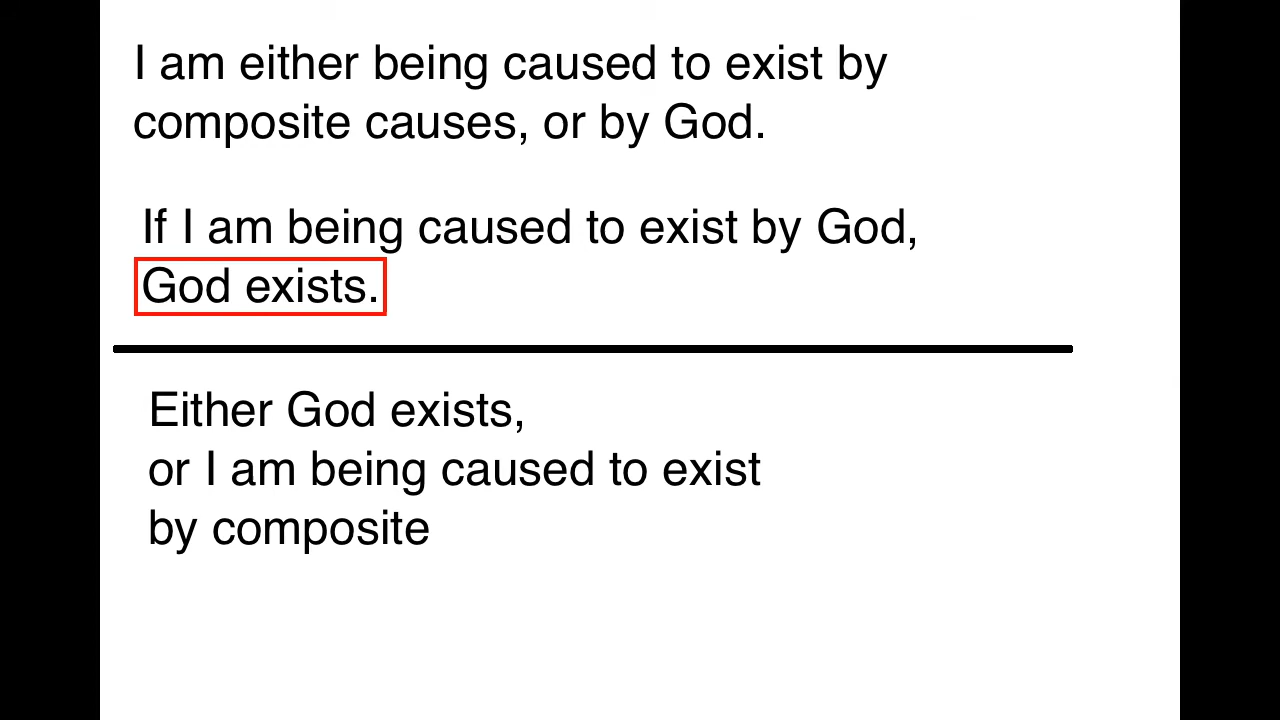 I am either being caused to exist by
composite causes, or by God.
If I am being caused to exist by God,
God exists.
Either God exists,
or I am being caused to exist
by composite